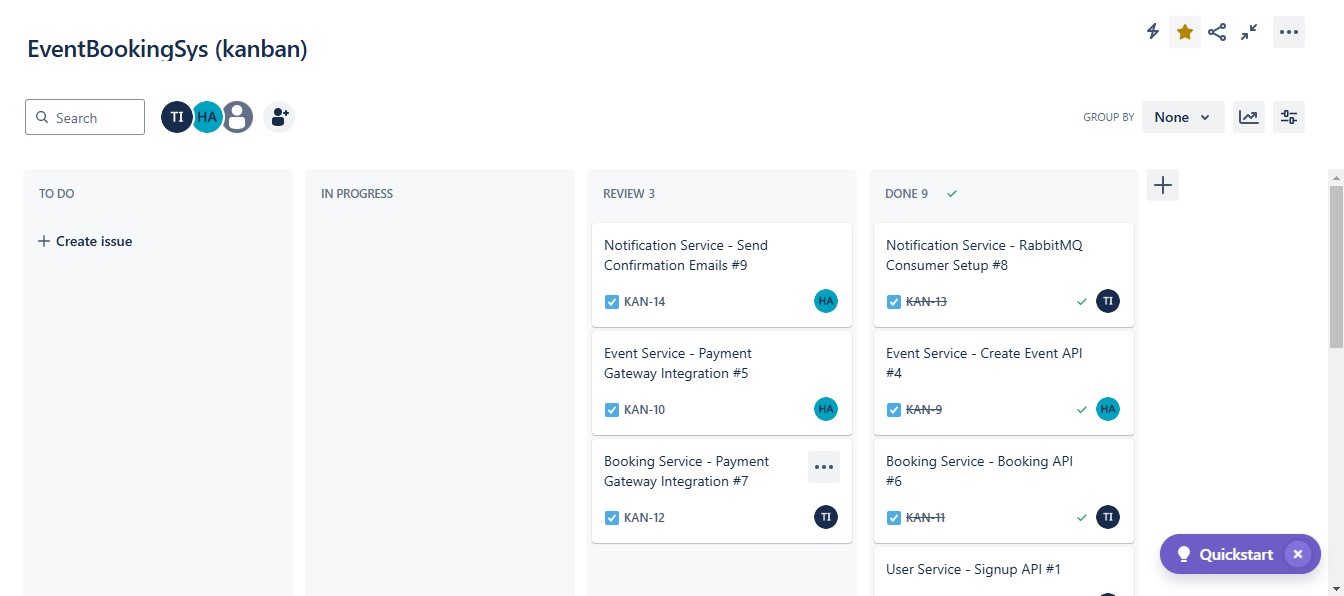 EventBookingSys (kanban)
Search
TI
HA
GROUP BY
None
TO DO
Create issue
IN PROGRESS
REVIEW 3
Notification Service - Send
Confirmation Emails #9
KAN-14
HA
Event Service - Payment
Gateway Integration #5
KAN-10
HA
Booking Service - Payment
Gateway Integration #7
KAN-12
TI
DONE 9
Notification Service - RabbitMQ
Consumer Setup #8
KAN-13
TI
Event Service - Create Event API
#4
KAN-9
HA
Booking Service - Booking API
#6
KAN-11
TI
User Service - Signup API #1
Quickstart